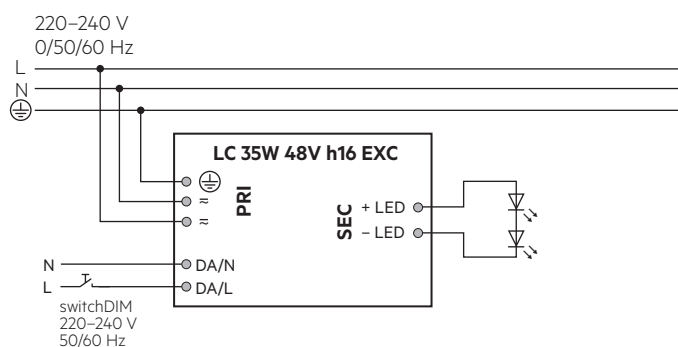 220–240 V
0/50/60 Hz
L
N
LC 35W 48V h16 EXC
PRI
≂
≂
SEC
+ LED
– LED
N
DA/N
L
DA/L
switchDIM
220–240 V
50/60 Hz